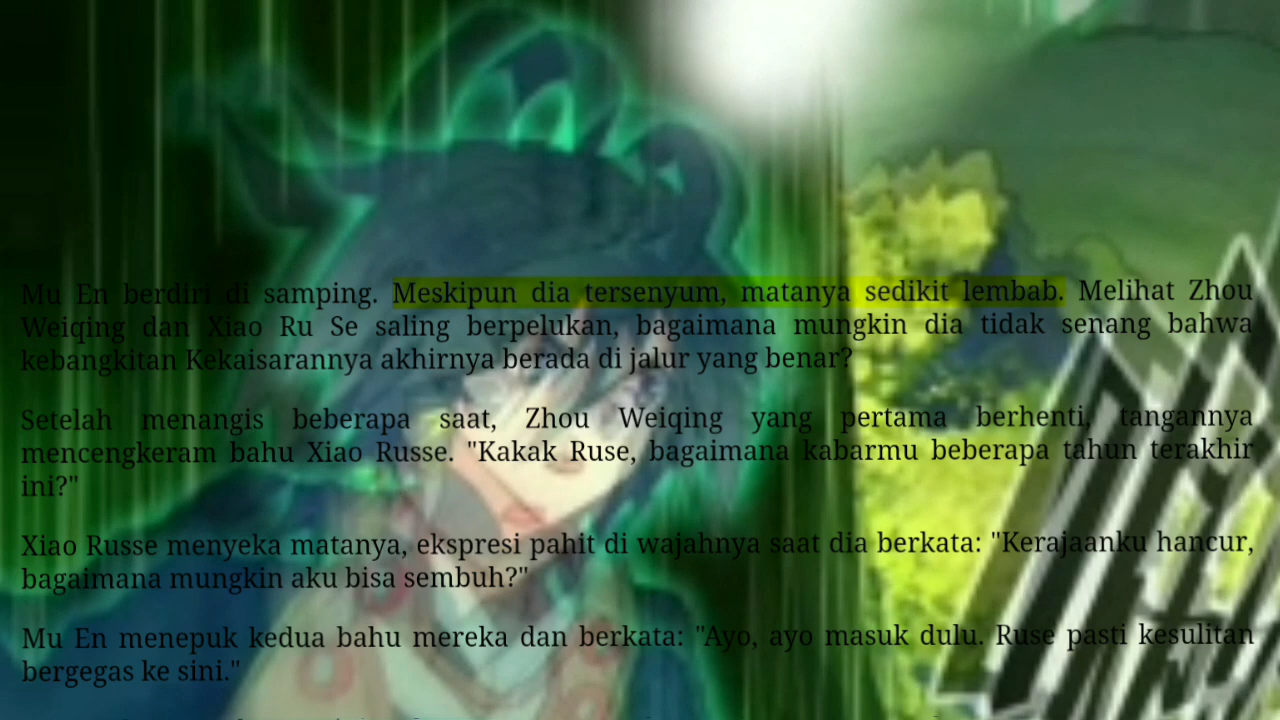 Mu En berdiri di samping. Meskipun dia tersenyum, matanya sedikit lembab. Melihat Zhou
Weiqing dan Xiao Ru Se saling berpelukan, bagaimana mungkin dia tidak senang bahwa
kebangkitan Kekaisarannya akhirnya berada di jalur yang benar?
Setelah menangis beberapa saat, Zhou Weiqing yang pertama berhenti, tangannya
mencengkeram bahu Xiao Russe. "Kakak Ruse, bagaimana kabarmu beberapa tahun terakhir
ini?"
Xiao Russe menyeka matanya, ekspresi pahit di wajahnya saat dia berkata: "Kerajaanku hancur,
bagaimana mungkin aku bisa sembuh?"
Mu En menepuk kedua bahu mereka dan berkata: "Ayo, ayo masuk dulu. Ruse pasti kesulitan
bergegas ke sini."